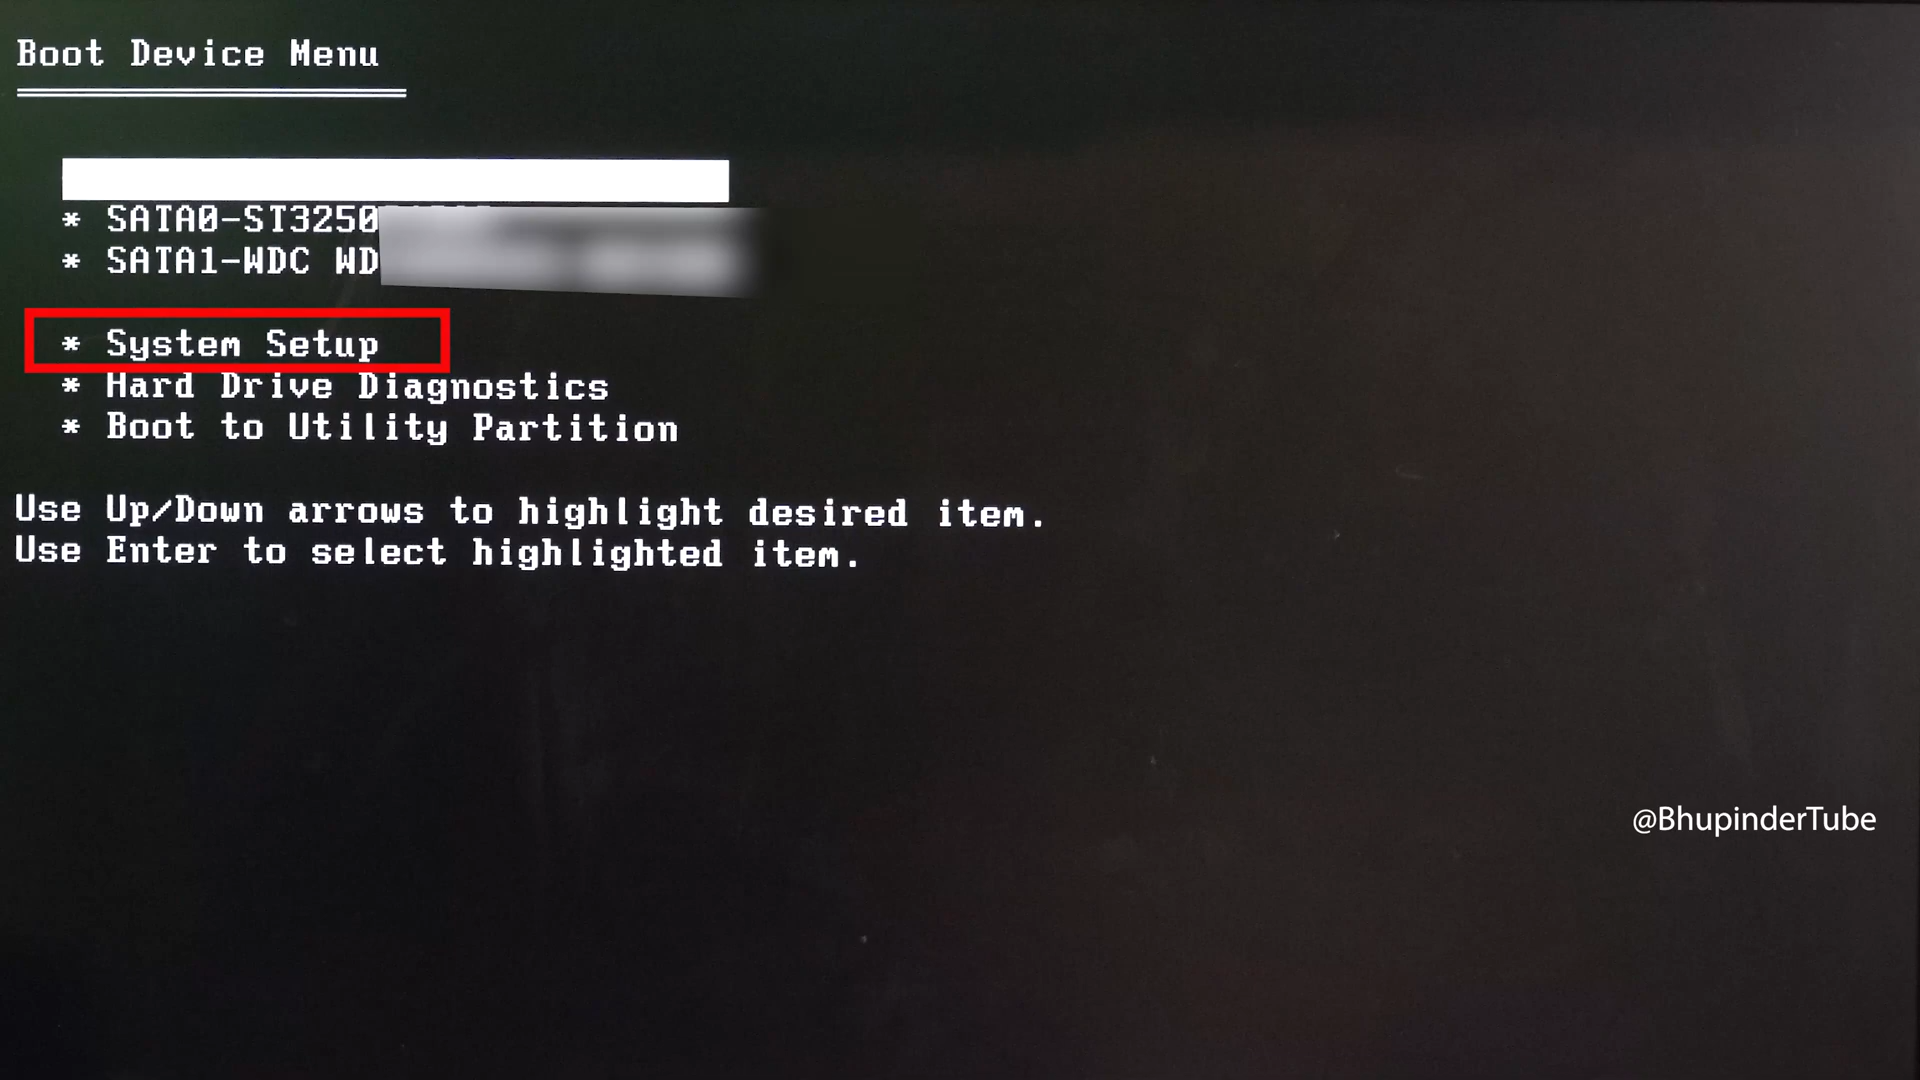 Boot Device Menu
* SATA0-ST3250
* SATA1-WDC WD
* System Setup
* Hard Drive Diagnostics
* Boot to Utility Partition
Use Up/Down arrows to highlight desired item.
Use Enter to select highlighted item.
@BhupinderTube